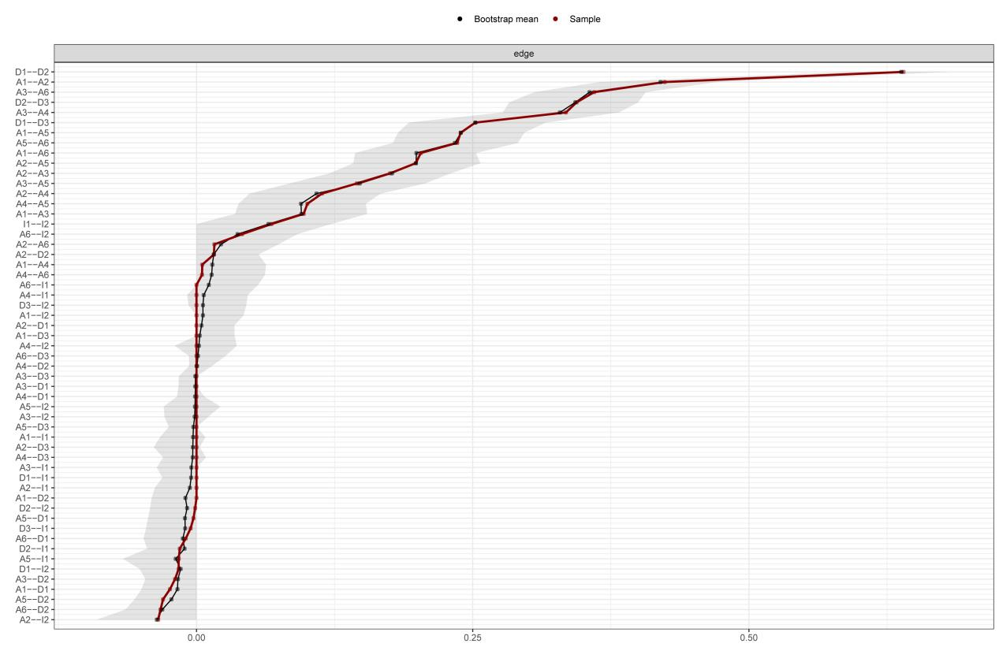 Bootstrap mean Sample
edge
D1−−D2
A1−−A2
A3−−A6
D2−−D3
A3−−A4
D1−−D3
A1−−A5
A5−−A6
A1−−A6
A2−−A5
A2−−A3
A3−−A5
A2−−A4
A4−−A5
A1−−A3
I1−−I2
A6−−I2
A2−−A6
A2−−D2
A1−−A4
A4−−A6
A6−−I1
A4−−I1
D3−−I2
A1−−I2
A2−−D1
A1−−D3
A4−−I2
A6−−D3
A4−−D2
A3−−D3
A3−−D1
A4−−D1
A5−−I2
A3−−I2
A5−−D3
A1−−I1
A2−−D3
A4−−D3
A3−−I1
D1−−I1
A2−−I1
A1−−D2
D2−−I2
A5−−D1
D3−−I1
A6−−D1
D2−−I1
A5−−I1
D1−−I2
A3−−D2
A1−−D1
A5−−D2
A6−−D2
A2−−I2
0.00 0.25 0.50